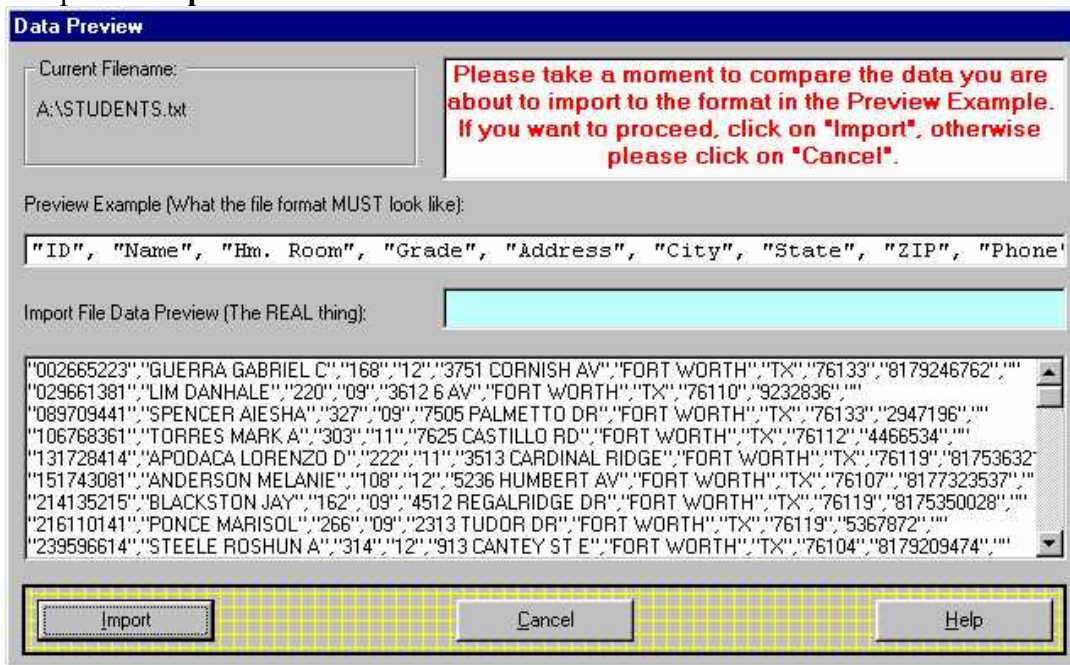 Data Preview
Current Filename:
A:\STUDENTS.txt
Please take a moment to compare the data you are
about to import to the format in the Preview Example.
If you want to proceed, click on "Import", otherwise
please click on "Cancel".
Preview Example (What the file format MUST look like):
"ID", "Name", "Hm. Room", "Grade", "Address", "City", "State", "ZIP", "Phone"
Import File Data Preview (The REAL thing):
"002665223","GUERRA GABRIEL C","168","12","3751 CORNISH AV","FORT WORTH","TX","76133","8179246762",""
"029661381","LIM DANHALE","220","09","3612 6 AV","FORT WORTH","TX","76110","9232836",""
"089709441","SPENCER AIESHA","327","09","7505 PALMETTO DR","FORT WORTH","TX","76133","2947196",""
"106768361","TORRES MARK A","303","11","7625 CASTILLO RD","FORT WORTH","TX","76112","4466534",""
"131728414","APODACA LORENZO D","222","11","3513 CARDINAL RIDGE","FORT WORTH","TX","76119","81753632
"151743081","ANDERSON MELANIE","108","12","5236 HUMBERT AV","FORT WORTH","TX","76107","8177323537",""
"214135215","BLACKSTON JAY","162","09","4512 REGALRIDGE DR","FORT WORTH","TX","76119","8175350028",""
"216110141","PONCE MARISOL","266","09","2313 TUDOR DR","FORT WORTH","TX","76119","5367872",""
"239596614","STEELE ROSHUN A","314","12","913 CANTEY ST E","FORT WORTH","TX","76104","8179209474",""
Import Cancel Help